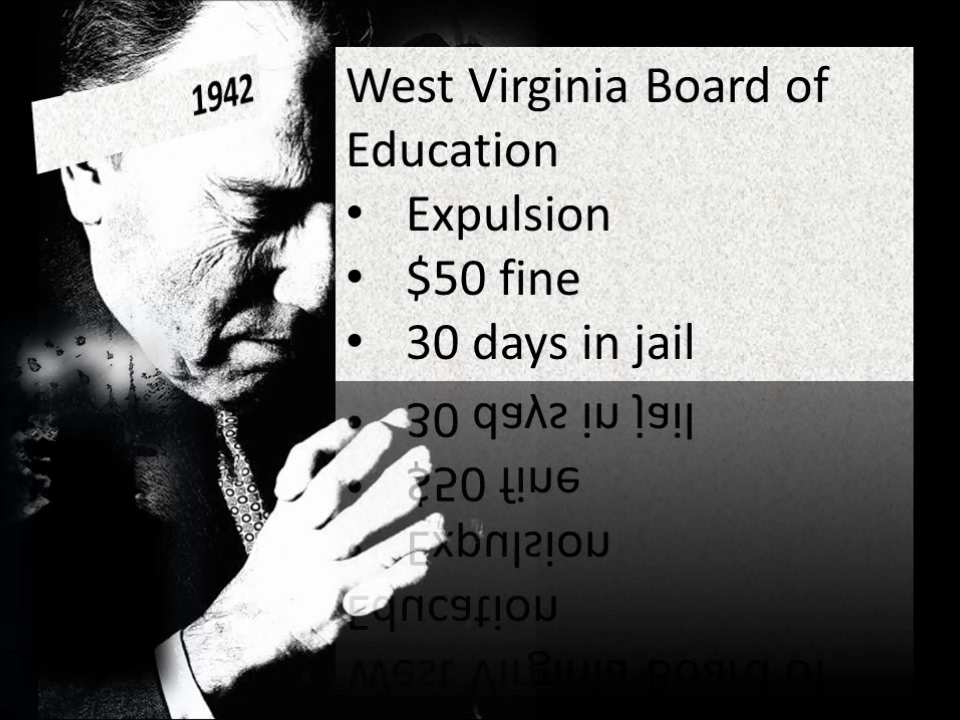 1942
West Virginia Board of
Education
• Expulsion
• $50 fine
• 30 days in jail